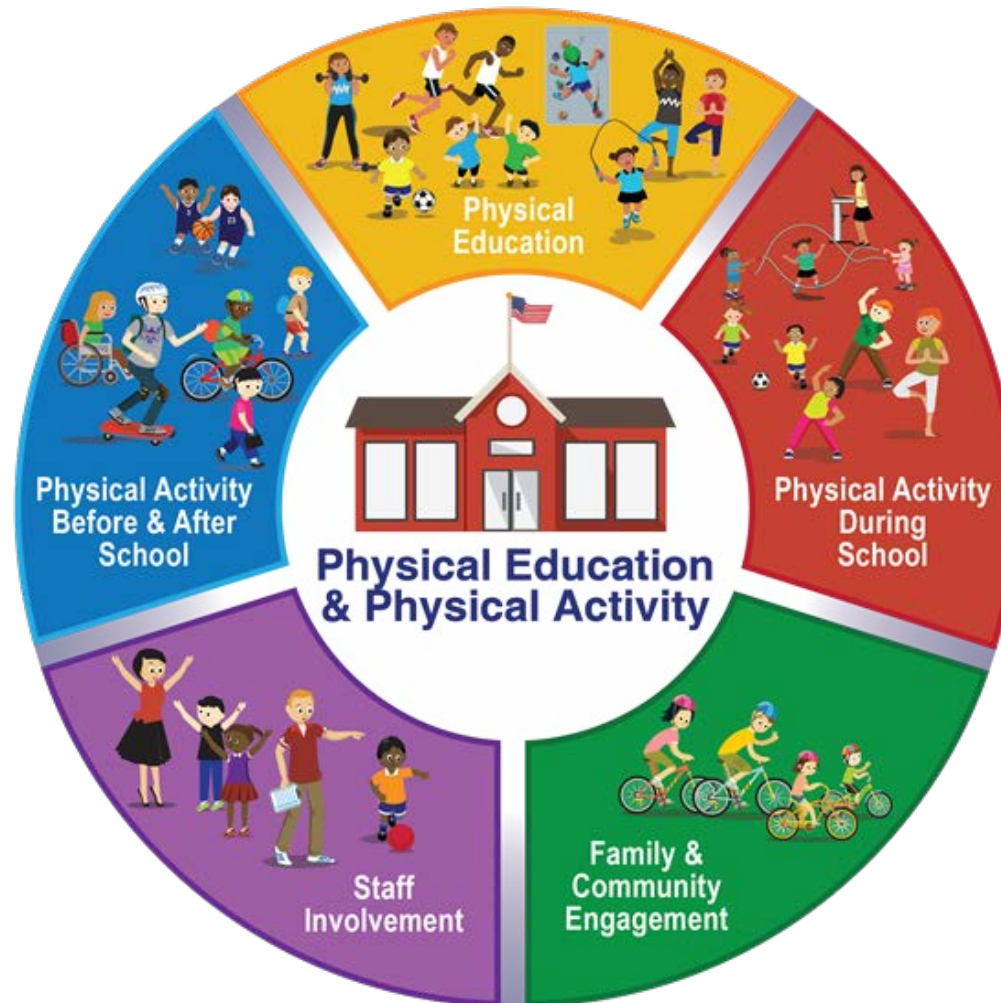 Physical
Education
Physical Activity
During
School
Family &
Community
Engagement
Staff
Involvement
Physical Activity
Before & After
School
Physical Education
& Physical Activity